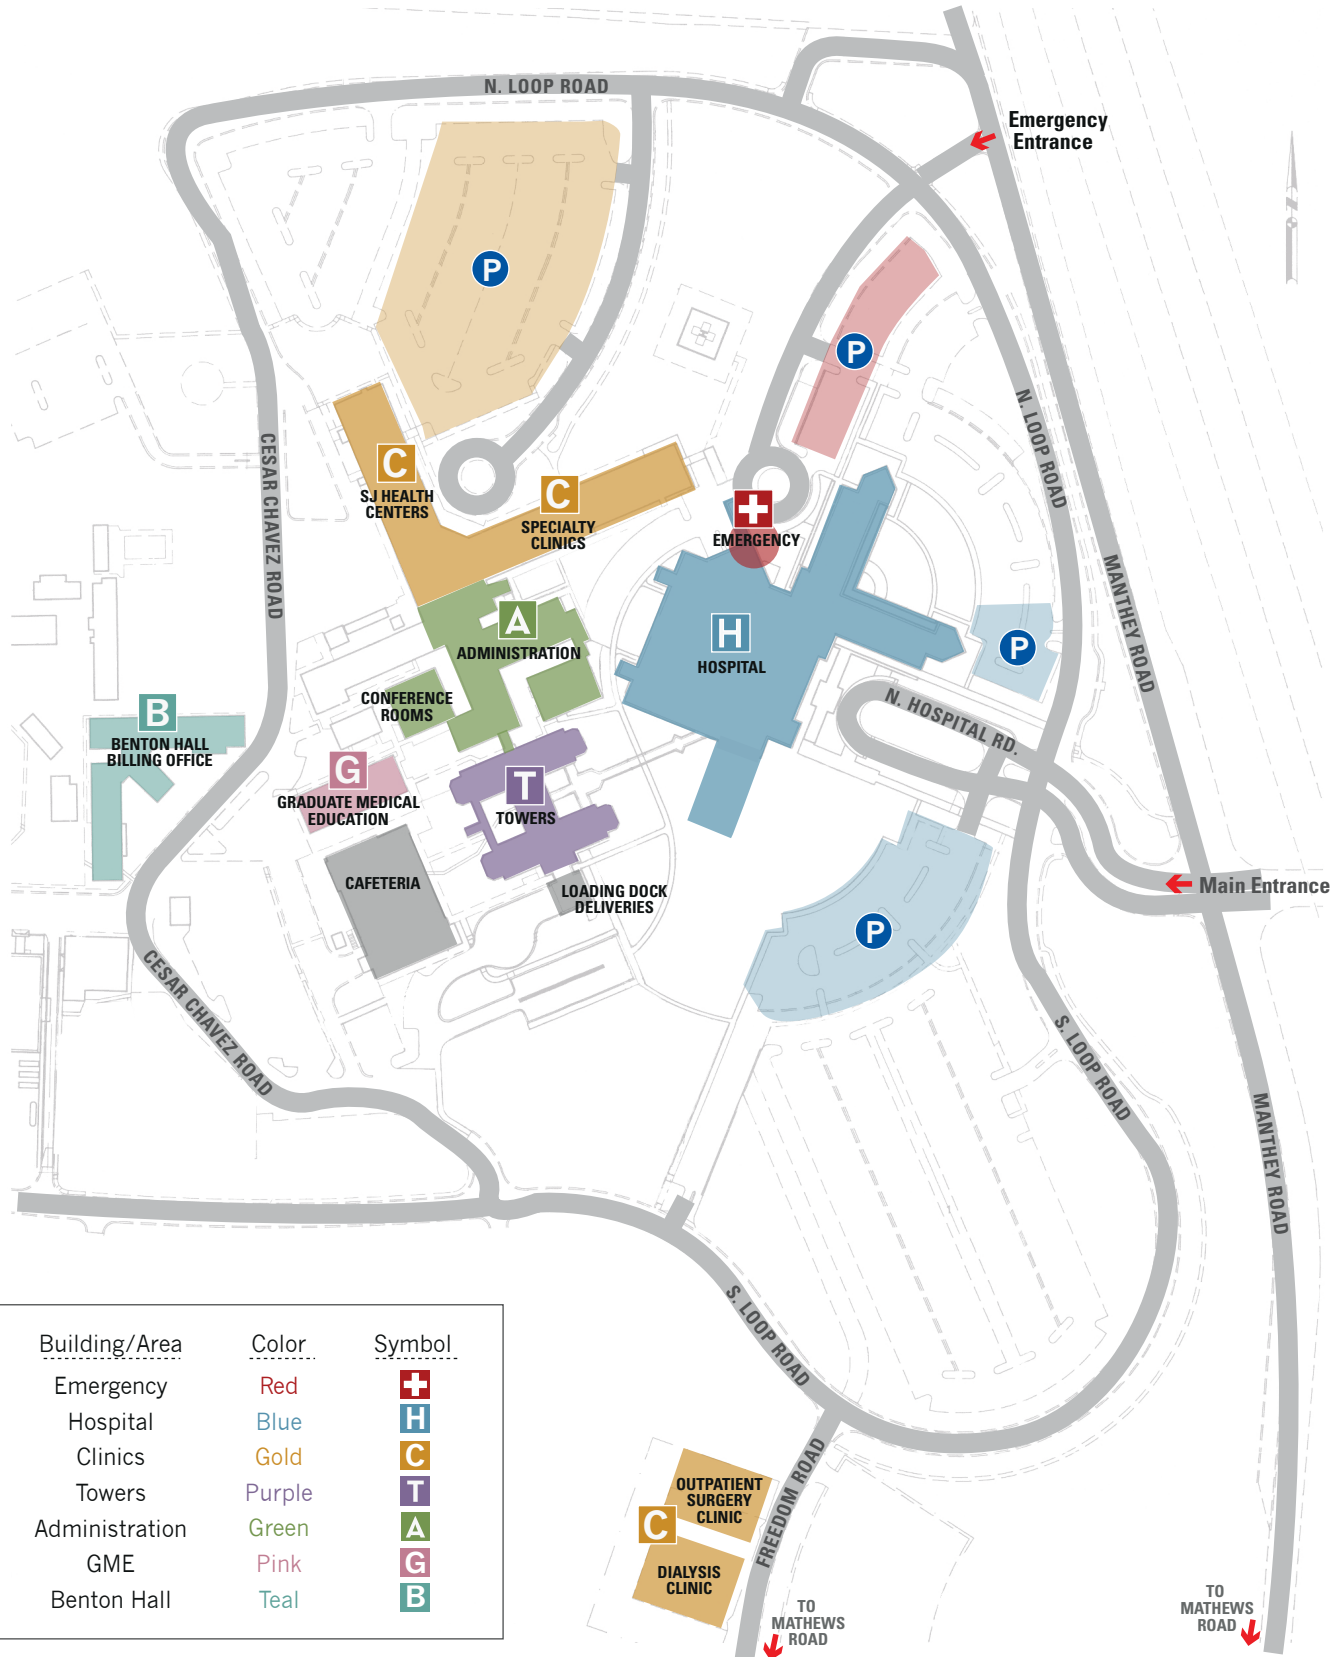 N. LOOP ROAD
Emergency
Entrance
N
P
P
N. LOOP ROAD
CESAR CHAVEZ ROAD
C
SJ HEALTH
CENTERS
C
SPECIALTY
CLINICS
EMERGENCY
MANTHEY ROAD
A
ADMINISTRATION
H
HOSPITAL
P
CONFERENCE
ROOMS
N. HOSPITAL RD.
B
BENTON HALL
BILLING OFFICE
G
GRADUATE MEDICAL
EDUCATION
T
TOWERS
CAFETERIA
LOADING DOCK
DELIVERIES
Main Entrance
P
CESAR CHAVEZ ROAD
S. LOOP ROAD
MANTHEY ROAD
S. LOOP ROAD
Building/Area Color Symbol
Emergency Red
Hospital Blue H
Clinics Gold C
Towers Purple T
Administration Green A
GME Pink G
Benton Hall Teal B
OUTPATIENT
SURGERY
CLINIC
C
DIALYSIS
CLINIC
FREEDOM ROAD
TO
MATHEWS
ROAD
TO
MATHEWS
ROAD